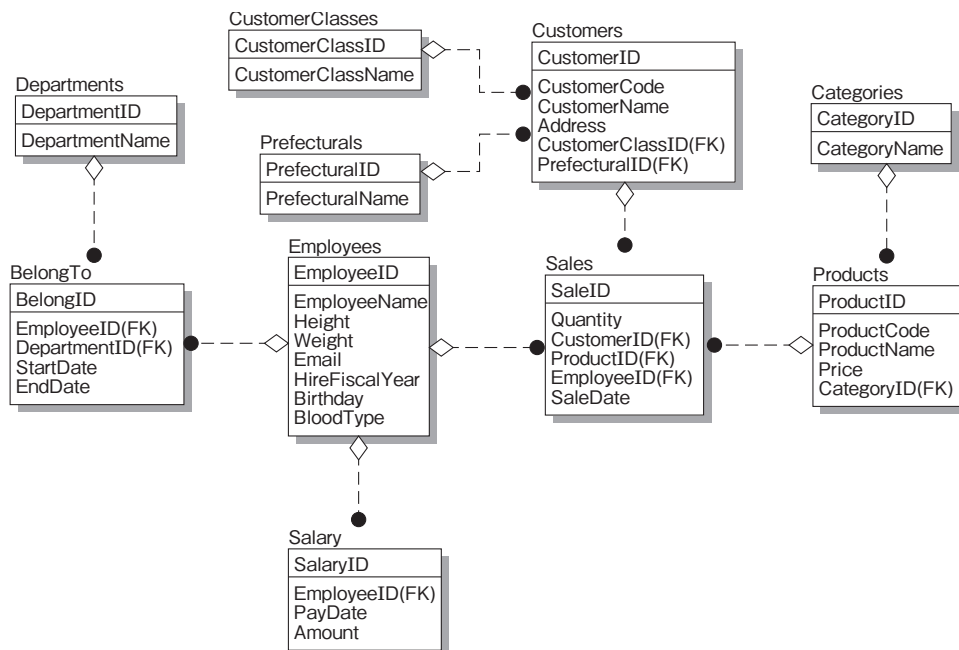 CustomerClasses
CustomerClassID
CustomerClassName
Customers
CustomerID
CustomerCode
CustomerName
Address
CustomerClassID(FK)
PrefecturalID(FK)
Departments
DepartmentID
DepartmentName
Categories
CategoryID
CategoryName
Prefecturals
PrefecturalID
PrefecturalName
BelongTo
BelongID
EmployeeID(FK)
DepartmentID(FK)
StartDate
EndDate
Employees
EmployeeID
EmployeeName
Height
Weight
Email
HireFiscalYear
Birthday
BloodType
Sales
SaleID
Quantity
CustomerID(FK)
ProductID(FK)
EmployeeID(FK)
SaleDate
Products
ProductID
ProductCode
ProductName
Price
CategoryID(FK)
Salary
SalaryID
EmployeeID(FK)
PayDate
Amount